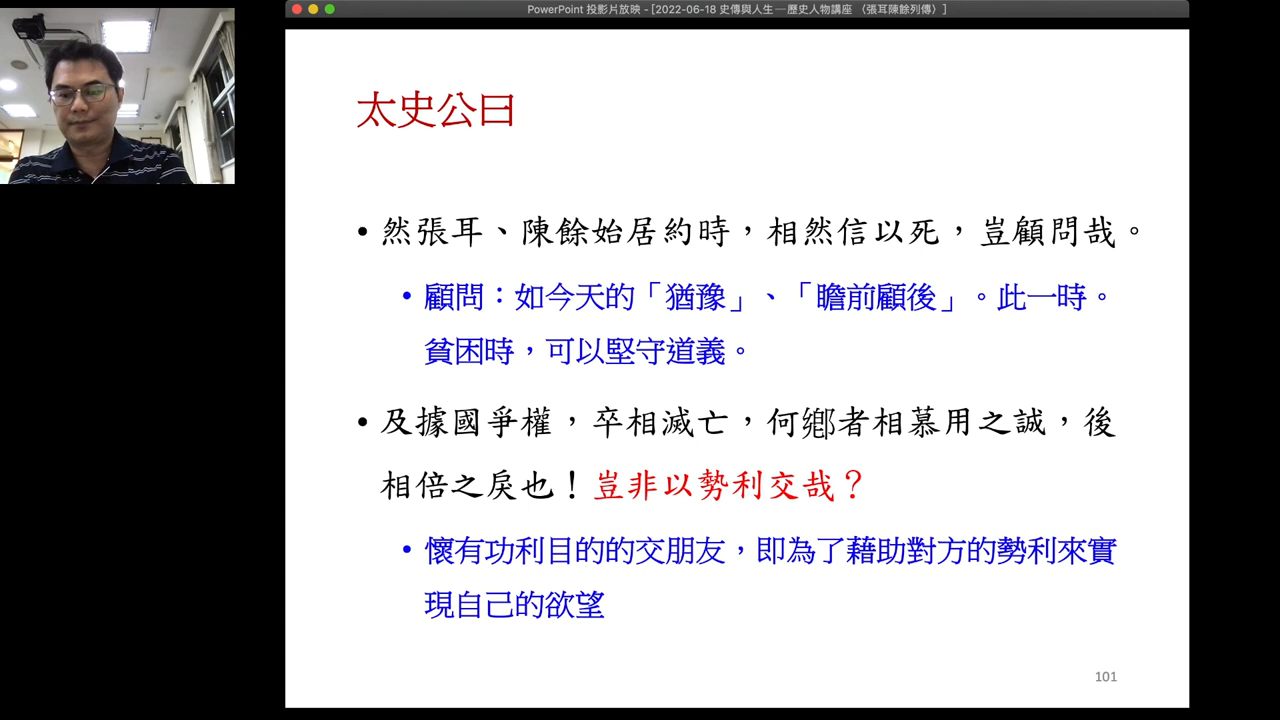 PowerPoint 投影片放映 - [2022-06-18 史傳與人生—歷史人物講座 〈張耳陳餘列傳〉]
太史公曰
• 然張耳、陳餘始居約時，相然信以死，豈顧問哉。
• 顧問：如今天的「猶豫」、「瞻前顧後」。此一時。
貧困時，可以堅守道義。
• 及據國爭權，卒相滅亡，何鄉者相慕用之誠，後
相倍之戾也！豈非以勢利交哉？
• 懷有功利目的的交朋友，即為了藉助對方的勢利來實
現自己的欲望
101